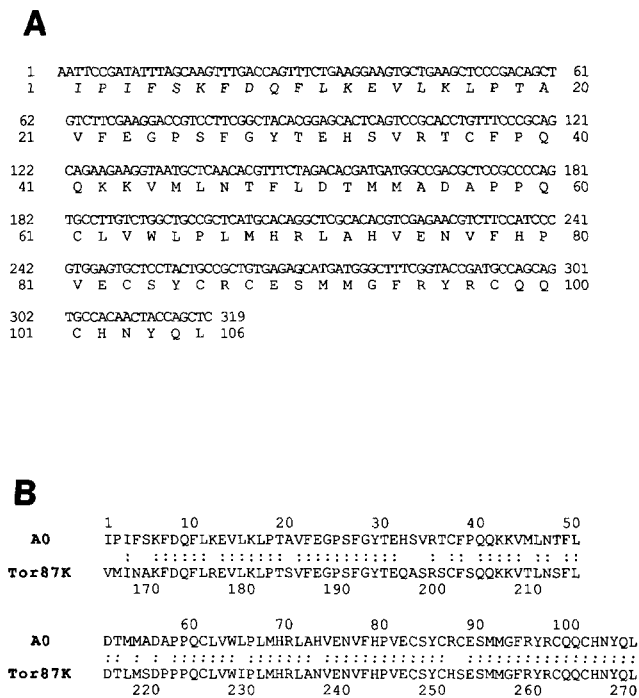 A
1 AATTCCGATATTTAGCAAGTTTGACCAGTTTCTGAAGGAAGTGCTGAAGCTCCCGACAGCT 61
1 I P I F S K F D Q F L K E V L K L P T A 20
62 GTCTTCGAAGGACCGTCCTTCGGCTACACGGAGCACTCAGTCCGCACCTGTTTCCCGCAG 121
21 V F E G P S F G Y T E H S V R T C F P Q 40
122 CAGAAGAAGGTAATGCTCAACACGTTTCTAGACACGATGATGGCCGACGCTCCGCCCCAG 181
41 Q K K V M L N T F L D T M M A D A P P Q 60
182 TGCCTTGTCTGGCTGCCGCTCATGCACAGGCTCGCACACGTCGAGAACGTCTTCCATCCC 241
61 C L V W L P L M H R L A H V E N V F H P 80
242 GTGGAGTGCTCCTACTGCCGCTGTGAGAGCATGATGGGCTTTCGGTACCGATGCCAGCAG 301
81 V E C S Y C R C E S M M G F R Y R C Q Q 100
302 TGCCACAACTACCAGCTC 319
101 C H N Y Q L 106
B
1 10 20 30 40 50
A0 IPIFSKFDQFLKEVLKLPTAVFEGPSFGYTEHSVRTCFPQQKKVMLNTFL
Tor87K VMINAKFDQFLREVLKLPTSVFEGPSFGYTEQASRSCFSQQKKVTLNSFL
170 180 190 200 210
60 70 80 90 100
A0 DTMMADAPPQCLVWLPLMHRLAHVENVFHPVECSYCRCESMMGFRYRCQQCHNYQL
Tor87K DTLMSDPPPQCLVWIPLMHRLANVENVFHPVECSYCHSESMMGFRYRCQQCHNYQL
220 230 240 250 260 270